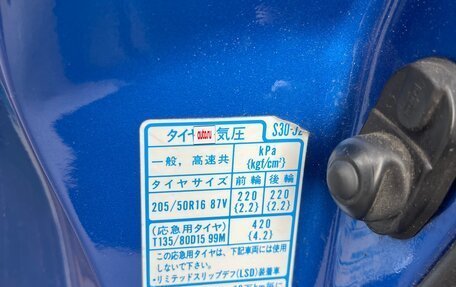 タイヤ autoru 気圧 S30-J2
一般，高速共 kPa {kgf/cm²}
タイヤサイズ 前輪 後輪
205/50R16 87V 220 {2.2} 220 {2.2}
(応急用タイヤ) T135/80D15 99M 420 {4.2}
この応急用タイヤは、下記車両には使用
しないで下さい。
・リミテッドスリップデフ(LSD)装着車